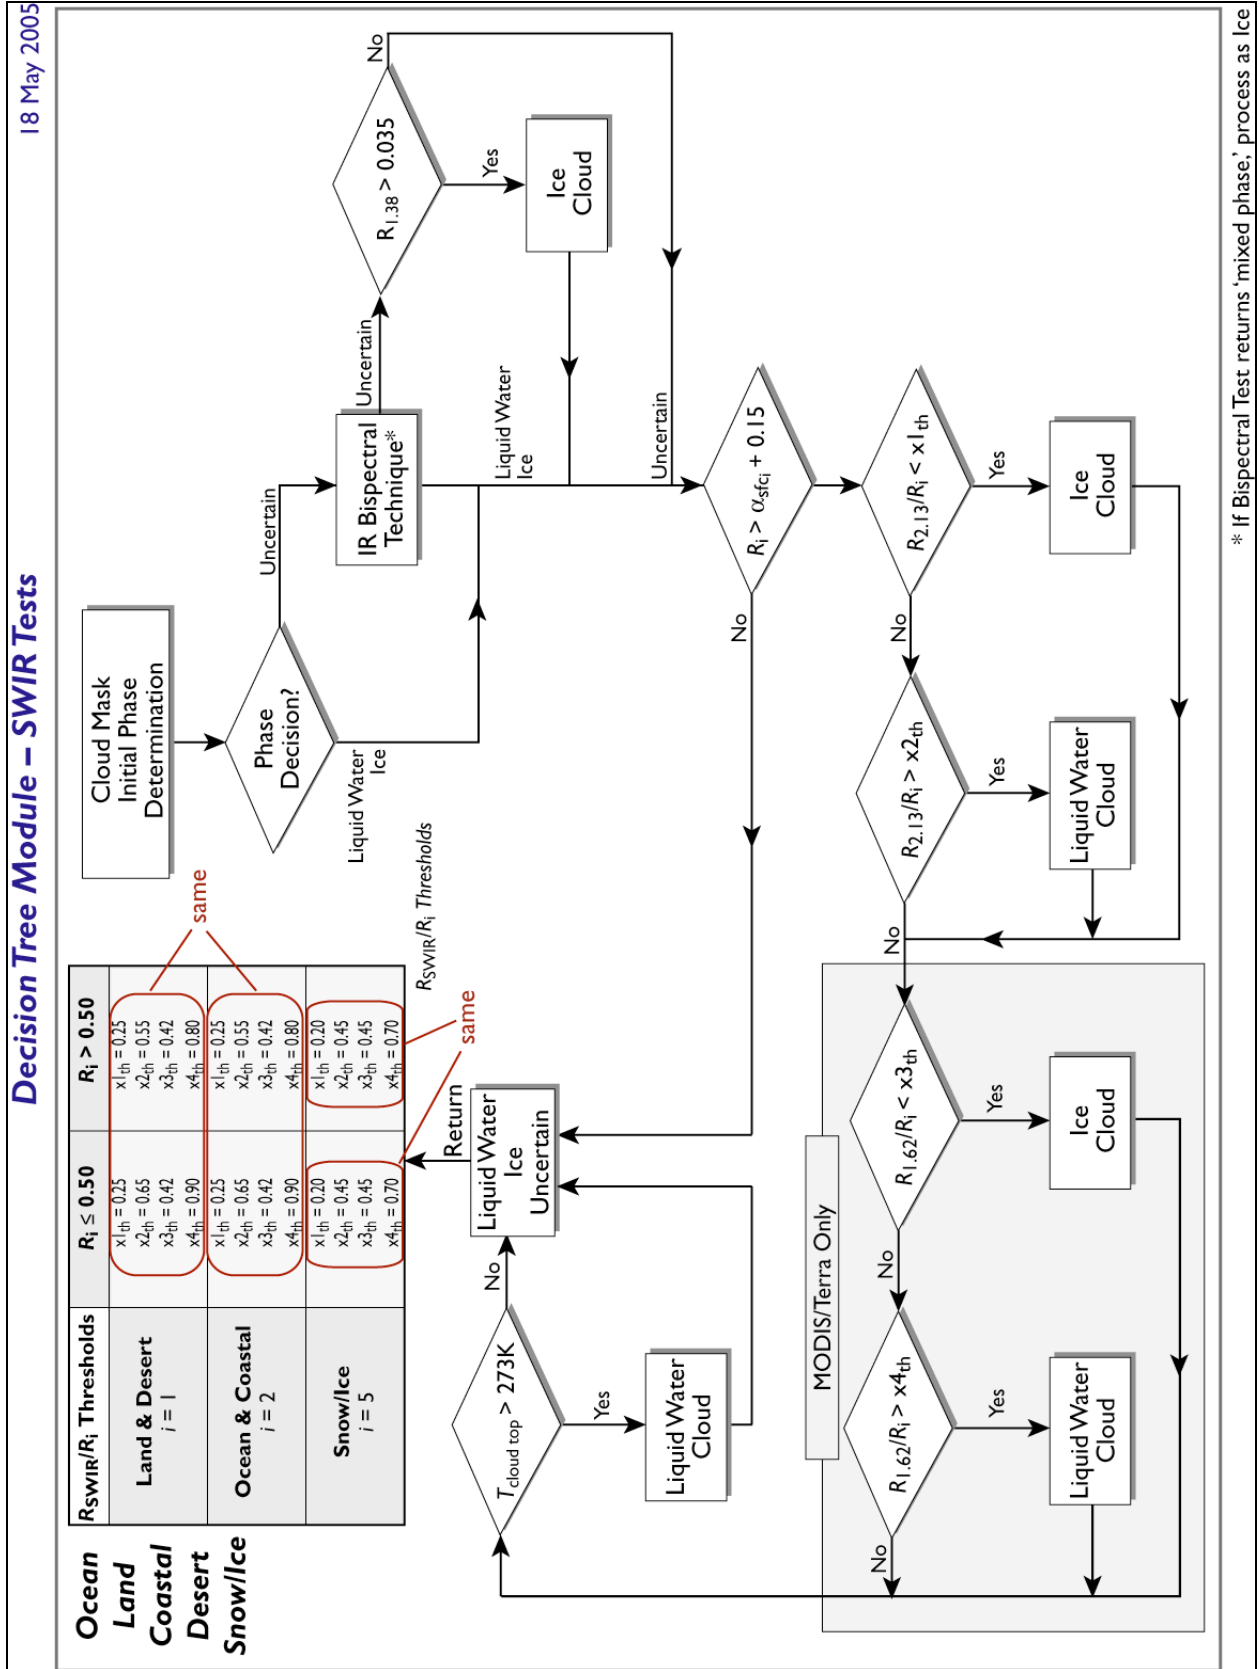 Decision Tree Module – SWIR Tests
18 May 2005
Ocean
Land
Coastal
Desert
Snow/Ice
RSWIR/Ri Thresholds
Ri ≤ 0.50
Ri > 0.50
Land & Desert
i = 1
x1th = 0.25
x2th = 0.65
x3th = 0.42
x4th = 0.90
x1th = 0.25
x2th = 0.55
x3th = 0.42
x4th = 0.80
Ocean & Coastal
i = 2
x1th = 0.25
x2th = 0.65
x3th = 0.42
x4th = 0.90
x1th = 0.25
x2th = 0.55
x3th = 0.42
x4th = 0.80
Snow/Ice
i = 5
x1th = 0.20
x2th = 0.45
x3th = 0.45
x4th = 0.70
x1th = 0.20
x2th = 0.45
x3th = 0.45
x4th = 0.70
same
same
RSWIR/Ri Thresholds
Cloud Mask
Initial Phase
Determination
Phase
Decision?
Uncertain
Liquid Water
Ice
IR Bispectral
Technique*
Uncertain
R1.38 > 0.035
No
Yes
Ice
Cloud
Liquid Water
Ice
Uncertain
Return
Liquid Water
Ice
Uncertain
No
Tcloud top > 273K
Yes
Liquid Water
Cloud
No
Ri > αsfci + 0.15
R2.13/Ri < x1th
Yes
Ice
Cloud
No
R2.13/Ri > x2th
Yes
Liquid Water
Cloud
No
MODIS/Terra Only
R1.62/Ri < x3th
Yes
Ice
Cloud
No
R1.62/Ri > x4th
Yes
Liquid Water
Cloud
No
* If Bispectral Test returns ‘mixed phase,’ process as Ice